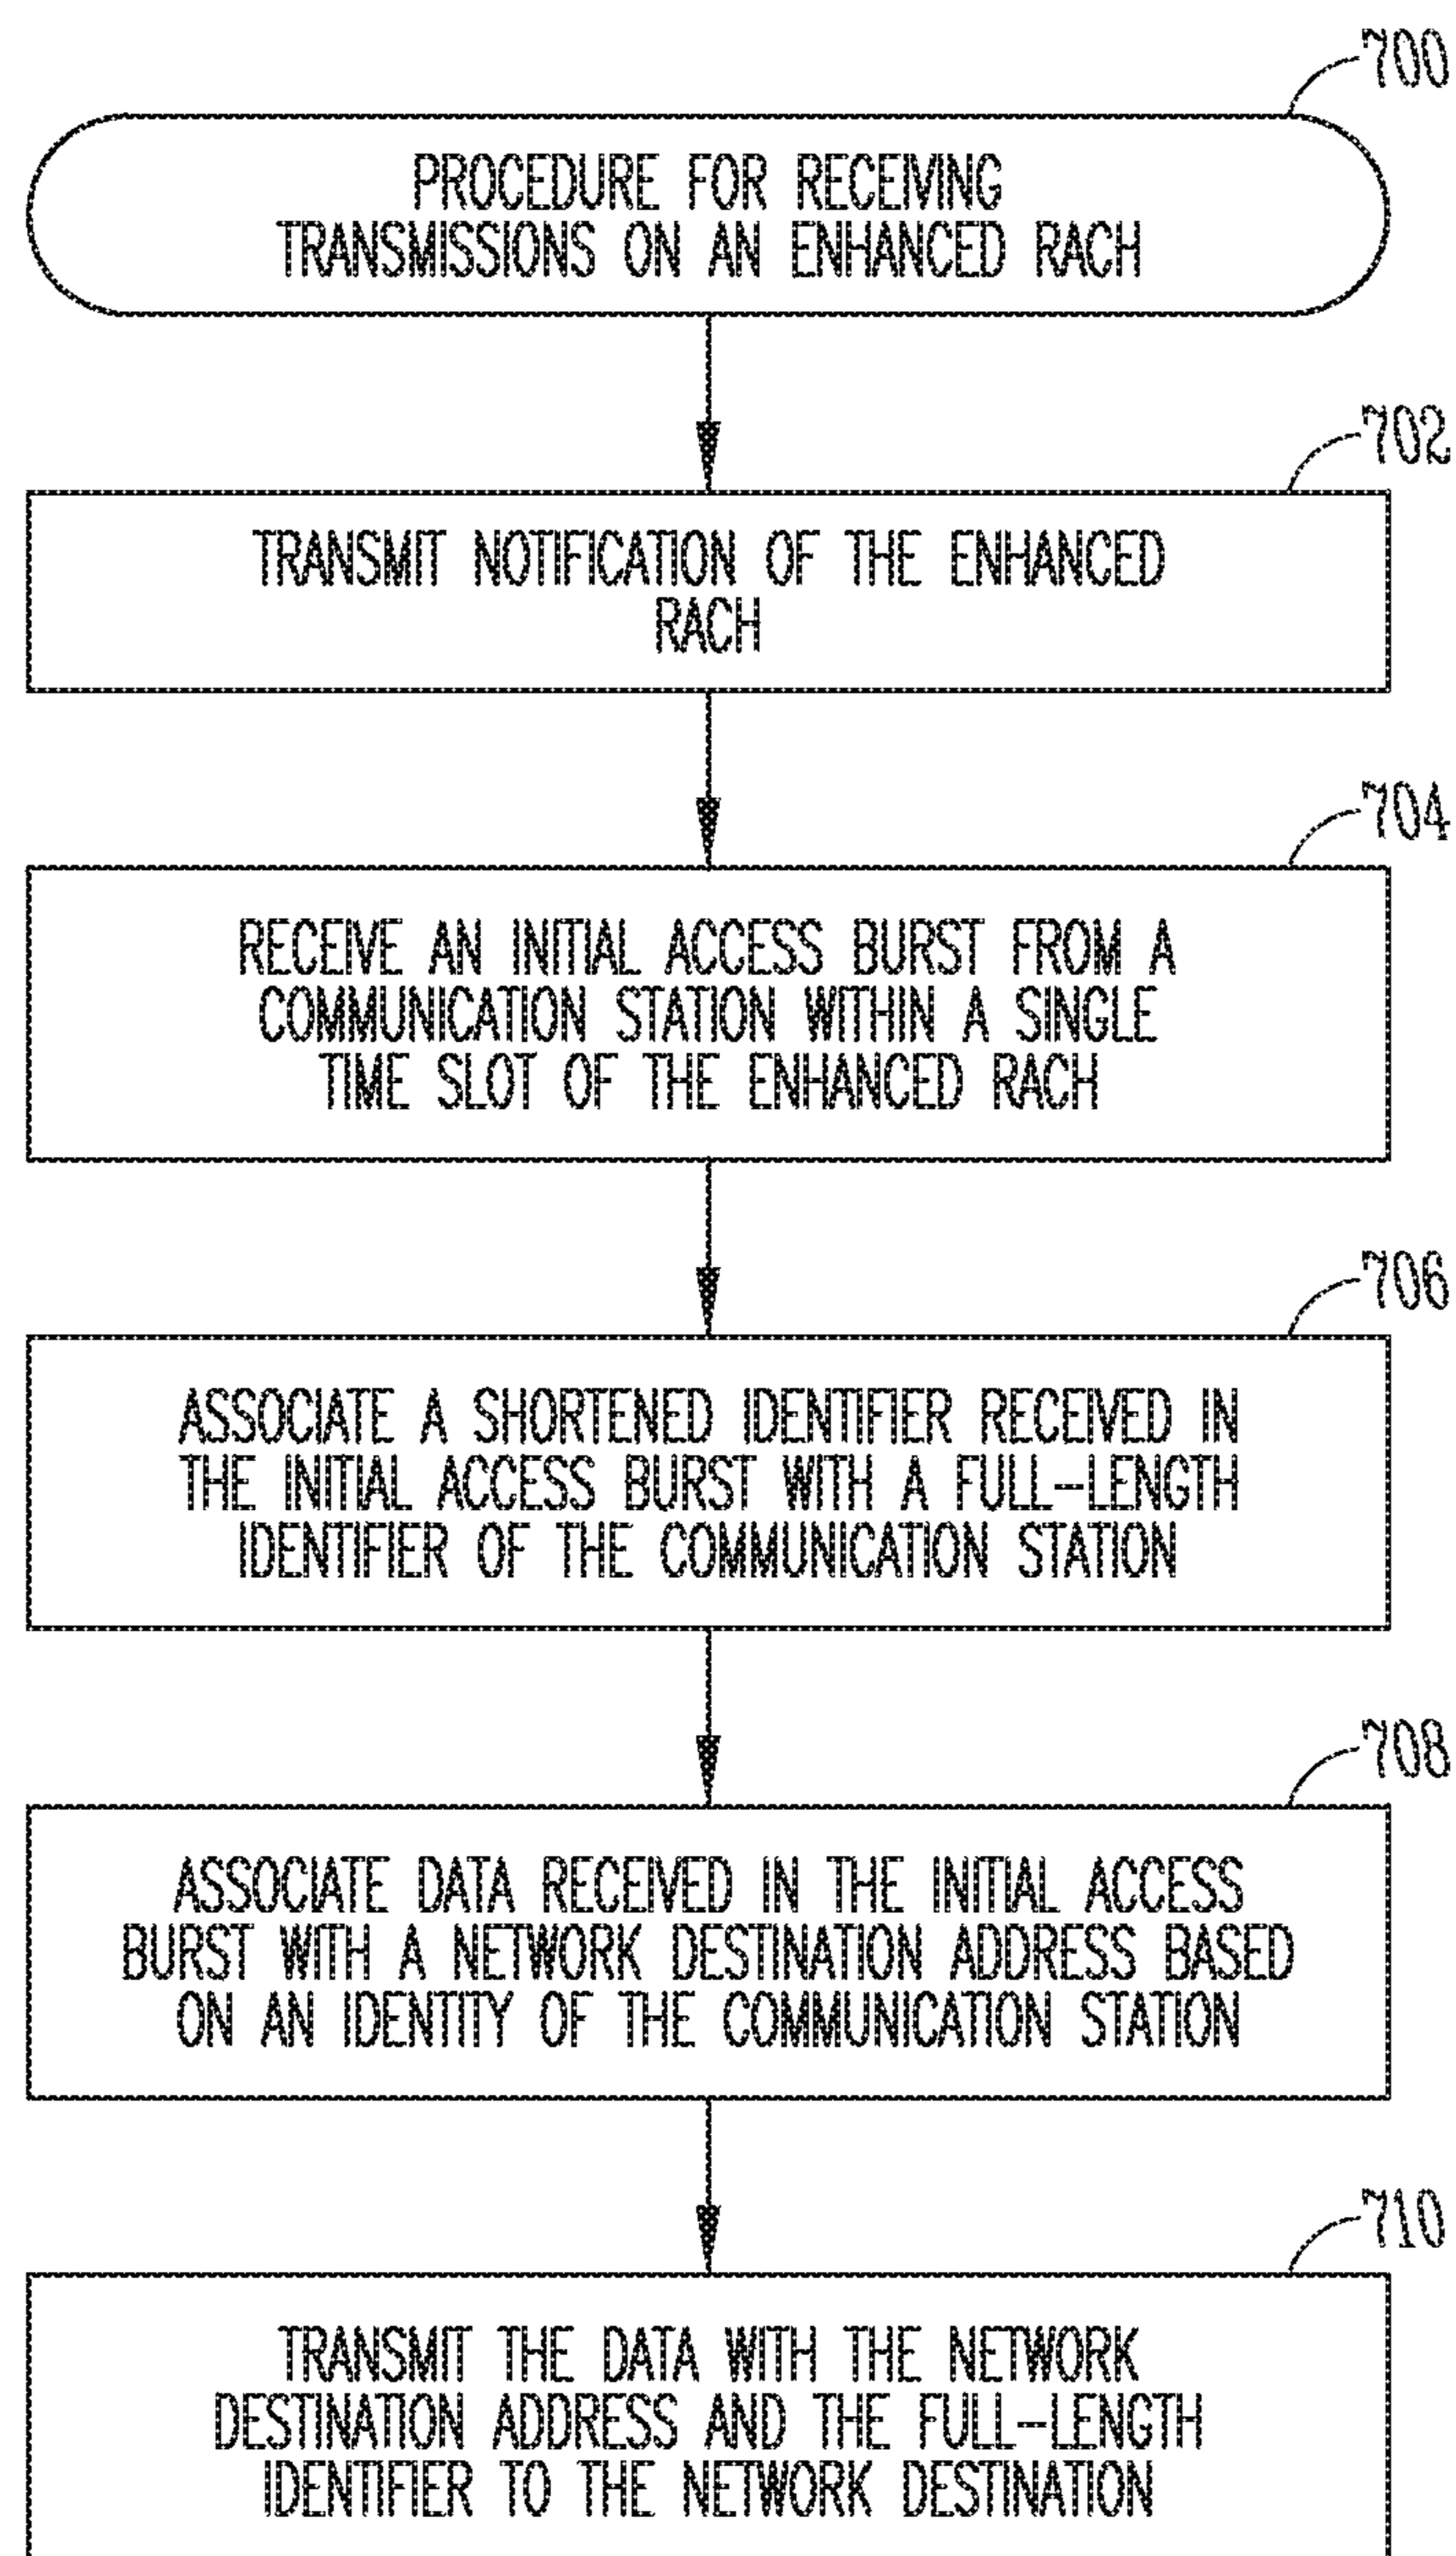 700
PROCEDURE FOR RECEIVING
TRANSMISSIONS ON AN ENHANCED RACH
702
TRANSMIT NOTIFICATION OF THE ENHANCED
RACH
704
RECEIVE AN INITIAL ACCESS BURST FROM A
COMMUNICATION STATION WITHIN A SINGLE
TIME SLOT OF THE ENHANCED RACH
706
ASSOCIATE A SHORTENED IDENTIFIER RECEIVED IN
THE INITIAL ACCESS BURST WITH A FULL-LENGTH
IDENTIFIER OF THE COMMUNICATION STATION
708
ASSOCIATE DATA RECEIVED IN THE INITIAL ACCESS
BURST WITH A NETWORK DESTINATION ADDRESS BASED
ON AN IDENTITY OF THE COMMUNICATION STATION
710
TRANSMIT THE DATA WITH THE NETWORK
DESTINATION ADDRESS AND THE FULL-LENGTH
IDENTIFIER TO THE NETWORK DESTINATION